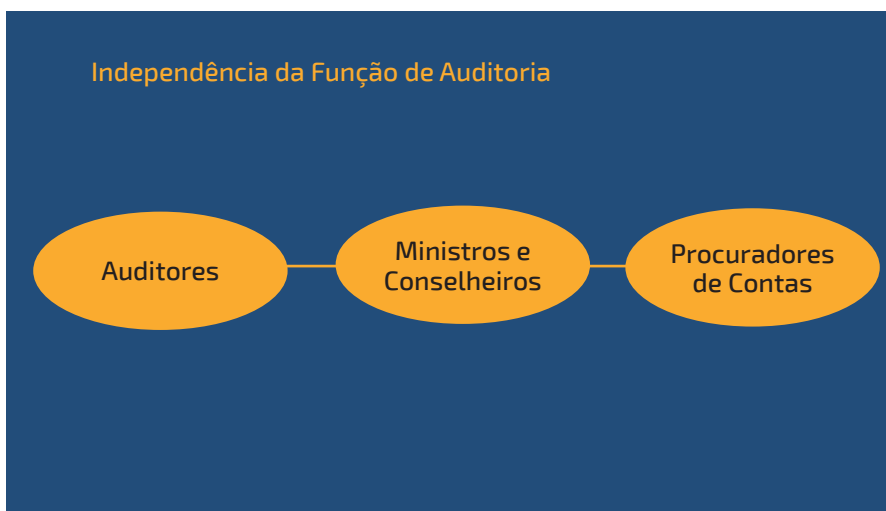 Independência da Função de Auditoria
Auditores
Ministros e
Conselheiros
Procuradores
de Contas